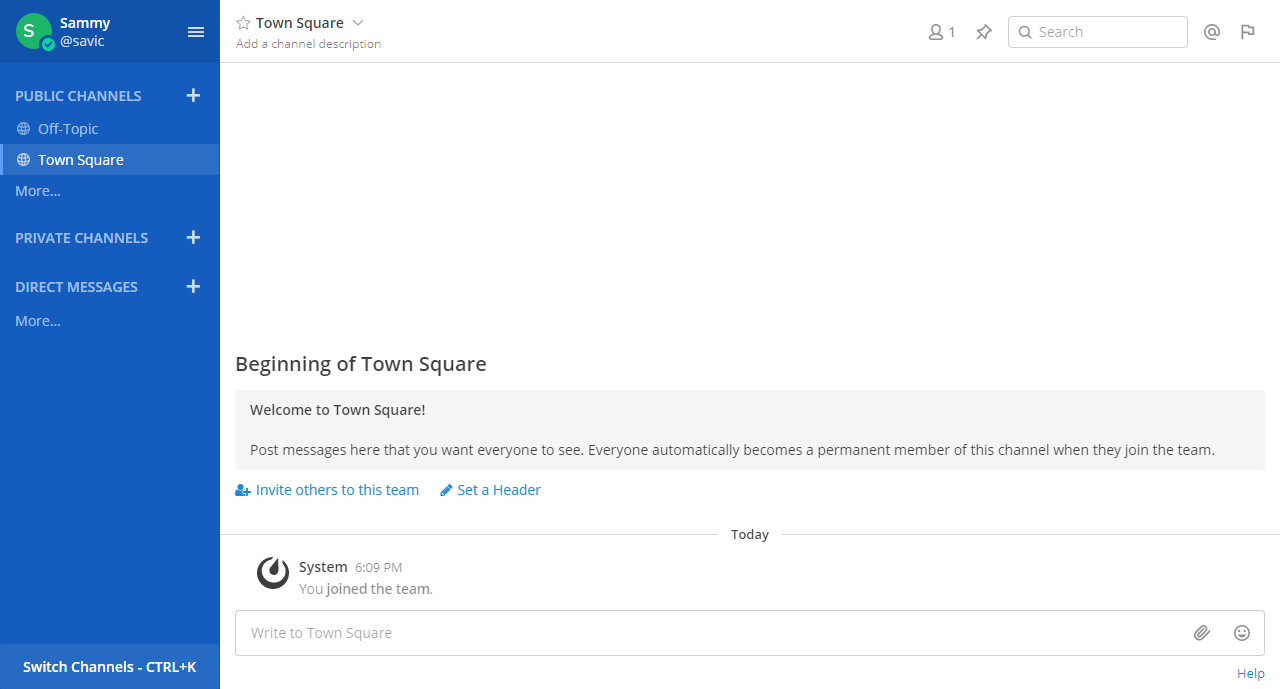 S
Sammy
@savic
PUBLIC CHANNELS
Off-Topic
Town Square
More...
PRIVATE CHANNELS
DIRECT MESSAGES
More...
Switch Channels - CTRL+K
Town Square
Add a channel description
1
Search
Beginning of Town Square
Welcome to Town Square!
Post messages here that you want everyone to see. Everyone automatically becomes a permanent member of this channel when they join the team.
Invite others to this team
Set a Header
Today
System 6:09 PM
You joined the team.
Write to Town Square
Help